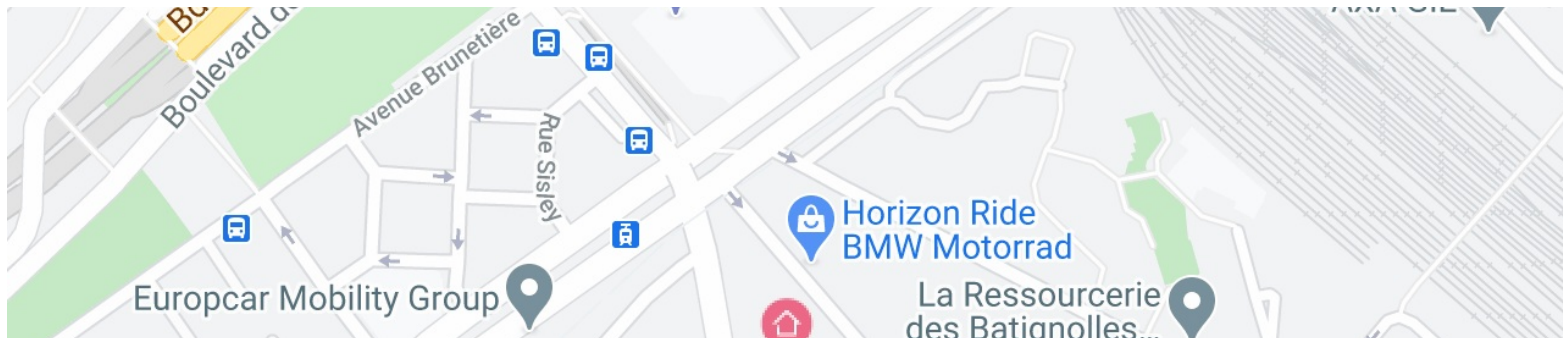 Boulevard de
Avenue Brunetière
Rue Sisley
Horizon Ride
BMW Motorrad
Europcar Mobility Group
La Ressourcerie
des Batignolles...